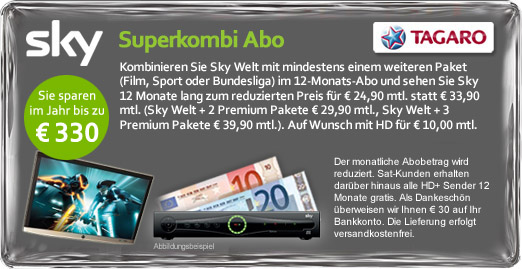 sky
Superkombi Abo
TAGARO
Kombinieren Sie Sky Welt mit mindestens einem weiteren Paket
(Film, Sport oder Bundesliga) im 12-Monats-Abo und sehen Sie Sky
12 Monate lang zum reduzierten Preis für € 24,90 mtl. statt € 33,90
mtl. (Sky Welt + 2 Premium Pakete € 29,90 mtl., Sky Welt + 3
Premium Pakete € 39,90 mtl.). Auf Wunsch mit HD für € 10,00 mtl.
Sie sparen
im Jahr bis zu
€ 330
Der monatliche Abobetrag wird
reduziert. Sat-Kunden erhalten
darüber hinaus alle HD+ Sender 12
Monate gratis. Als Dankeschön
überweisen wir Ihnen € 30 auf Ihr
Bankkonto. Die Lieferung erfolgt
versandkostenfrei.
10
20
sky
Abbildungsbeispiel